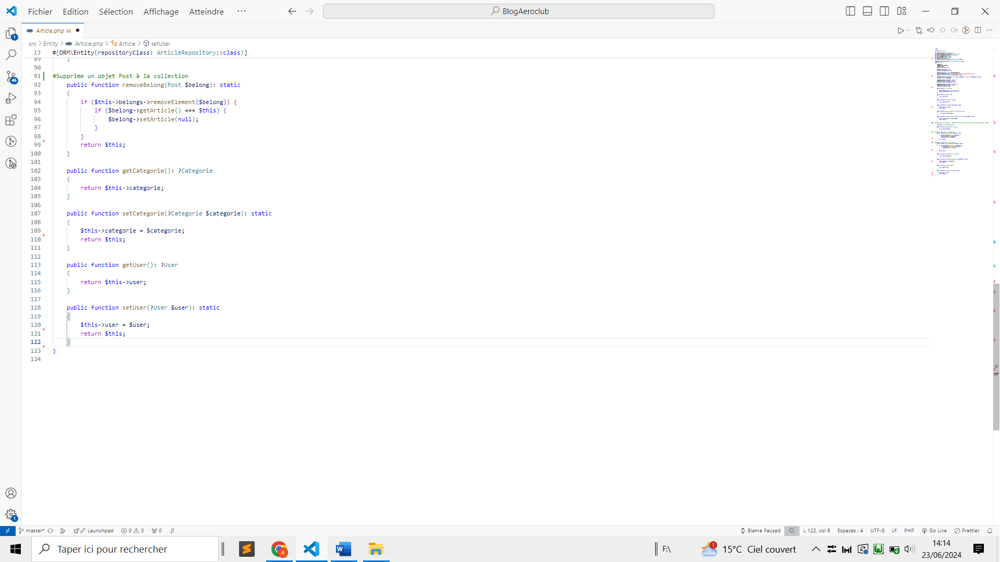 Fichier Edition Sélection Affichage Atteindre ··· BlogAeroclub
Article.php M
src > Entity > Article.php > Article > setUser
13 #[ORM\Entity(repositoryClass: ArticleRepository::class)]
89 }
90
91 #Supprime un objet Post à la collection
92 public function removeBelong(Post $belong): static
93 {
94 if ($this->belongs->removeElement($belong)) {
95 if ($belong->getArticle() === $this) {
96 $belong->setArticle(null);
97 }
98 }
99 return $this;
100 }
101
102 public function getCategorie(): ?Categorie
103 {
104 return $this->categorie;
105 }
106
107 public function setCategorie(?Categorie $categorie): static
108 {
109 $this->categorie = $categorie;
110 return $this;
111 }
112
113 public function getUser(): ?User
114 {
115 return $this->user;
116 }
117
118 public function setUser(?User $user): static
119 {
120 $this->user = $user;
121 return $this;
122 }
123 }
124
1
46
1
master* Launchpad 0 0 0 Blame Paused L 122, col 6 Espaces : 4 UTF-8 LF PHP Go Live Prettier
Taper ici pour rechercher F:\ 1 15°C Ciel couvert 14:14
23/06/2024